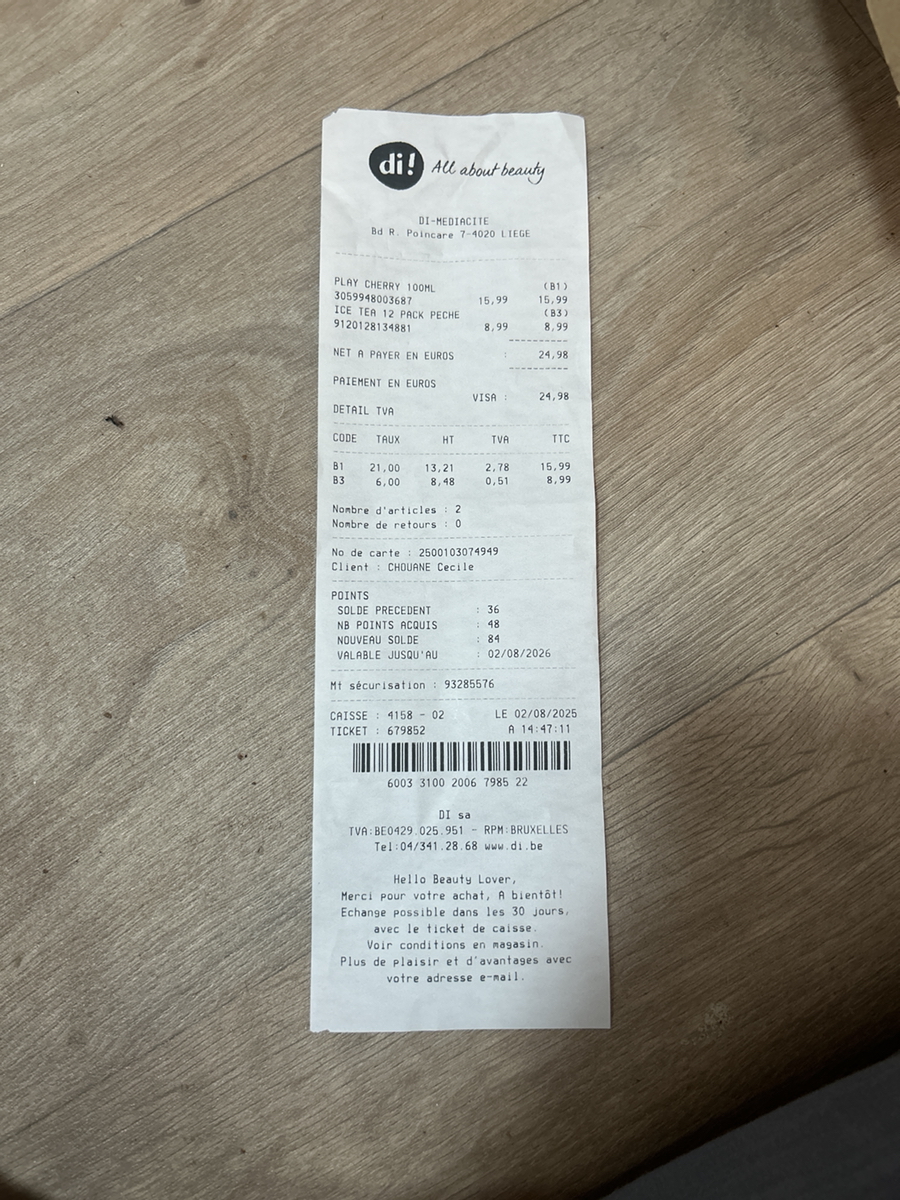 di! All about beauty
DI-MEDIACITE
Bd R. Poincare 7-4020 LIEGE
PLAY CHERRY 100ML (B1)
3059948003687 15,99 15,99
ICE TEA 12 PACK PECHE (B3)
9120128134881 8,99 8,99
NET A PAYER EN EUROS : 24,98
PAIEMENT EN EUROS
VISA : 24,98
DETAIL TVA
CODE TAUX HT TVA TTC
B1 21,00 13,21 2,78 15,99
B3 6,00 8,48 0,51 8,99
Nombre d'articles : 2
Nombre de retours : 0
No de carte : 2500103074949
Client : CHOUANE Cecile
POINTS
SOLDE PRECEDENT : 36
NB POINTS ACQUIS : 48
NOUVEAU SOLDE : 84
VALABLE JUSQU'AU : 02/08/2026
Mt sécurisation : 93285576
CAISSE : 4158 - 02 LE 02/08/2025
TICKET : 679852 A 14:47:11
6003 3100 2006 7985 22
DI sa
TVA:BE0429.025.951 - RPM:BRUXELLES
Tel:04/341.28.68 www.di.be
Hello Beauty Lover,
Merci pour votre achat, A bientôt!
Echange possible dans les 30 jours,
avec le ticket de caisse.
Voir conditions en magasin.
Plus de plaisir et d'avantages avec
votre adresse e-mail.